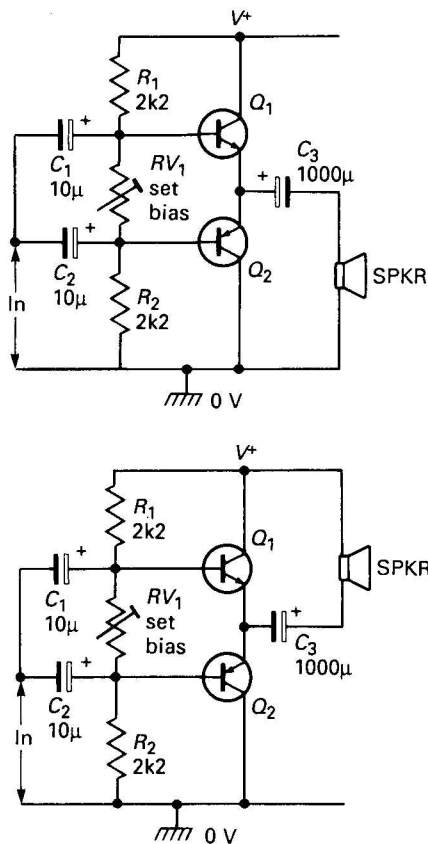 V+
R1
2k2
Q1
+
C1
10µ
RV1
set
bias
+
C3
1000µ
+
C2
10µ
Q2
SPKR
In
R2
2k2
0 V
V+
R1
2k2
Q1
SPKR
+
C1
10µ
RV1
set
bias
+
C3
1000µ
+
C2
10µ
Q2
In
R2
2k2
0 V